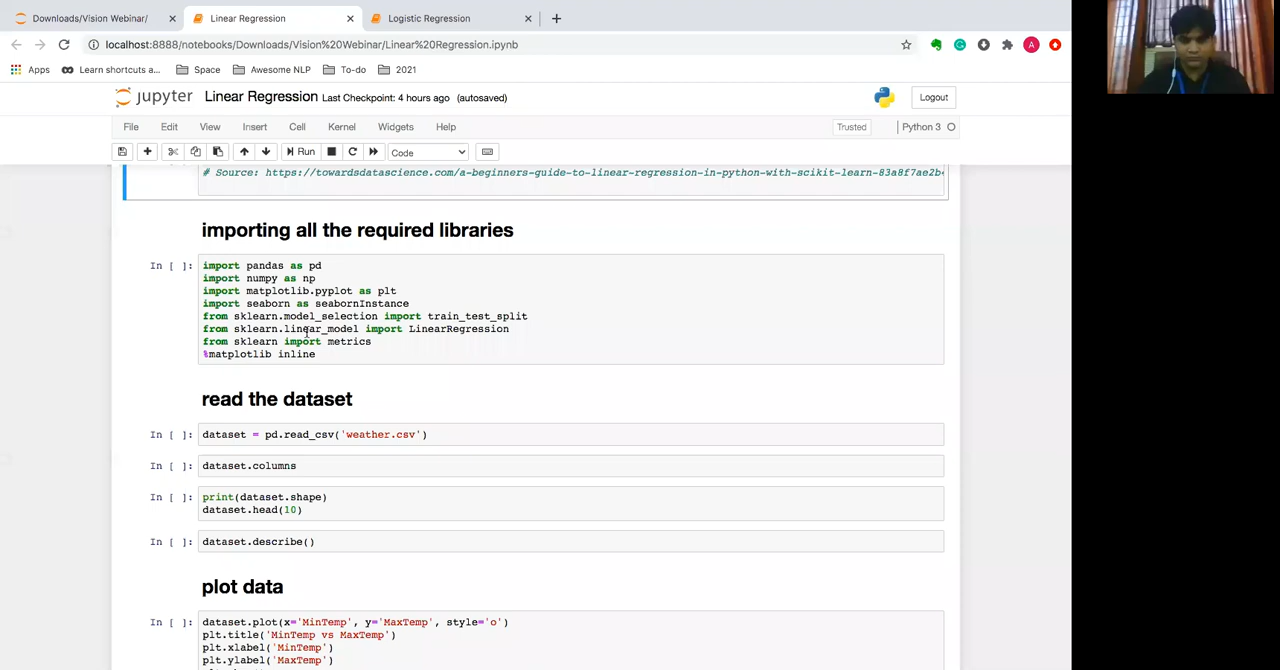 Downloads/Vision Webinar/
Linear Regression
Logistic Regression
localhost:8888/notebooks/Downloads/Vision%20Webinar/Linear%20Regression.ipynb
A
Apps
Learn shortcuts a...
Space
Awesome NLP
To-do
2021
jupyter Linear Regression Last Checkpoint: 4 hours ago (autosaved)
Logout
File Edit View Insert Cell Kernel Widgets Help
Trusted
Python 3
Run
Code
# Source: https://towardsdatascience.com/a-beginners-guide-to-linear-regression-in-python-with-scikit-learn-83a8f7ae2b4
importing all the required libraries
In [ ]:
import pandas as pd
import numpy as np
import matplotlib.pyplot as plt
import seaborn as seabornInstance
from sklearn.model_selection import train_test_split
from sklearn.linear_model import LinearRegression
from sklearn import metrics
%matplotlib inline
read the dataset
In [ ]: dataset = pd.read_csv('weather.csv')
In [ ]: dataset.columns
In [ ]: print(dataset.shape)
dataset.head(10)
In [ ]: dataset.describe()
plot data
In [ ]: dataset.plot(x='MinTemp', y='MaxTemp', style='o')
plt.title('MinTemp vs MaxTemp')
plt.xlabel('MinTemp')
plt.ylabel('MaxTemp')